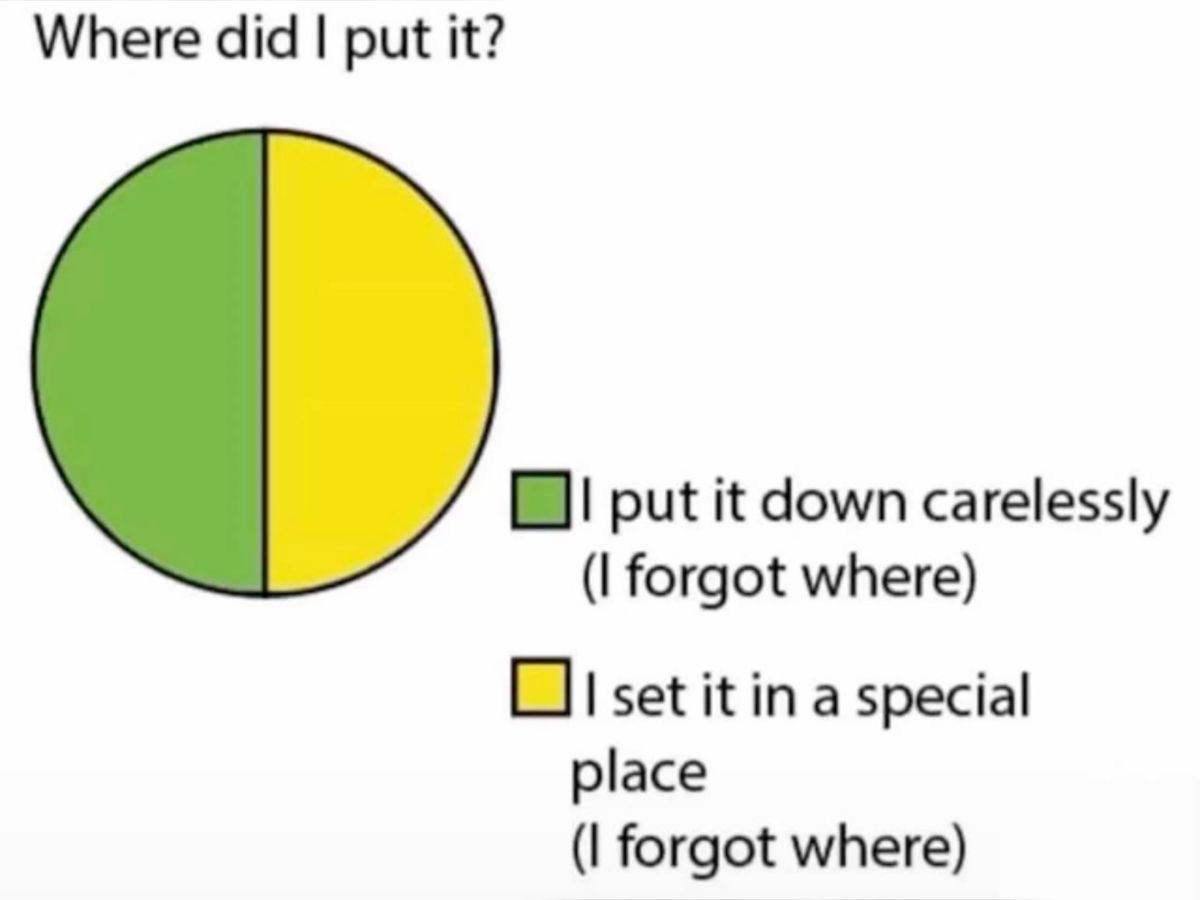 Where did I put it?
I put it down carelessly
(I forgot where)
I set it in a special
place
(I forgot where)